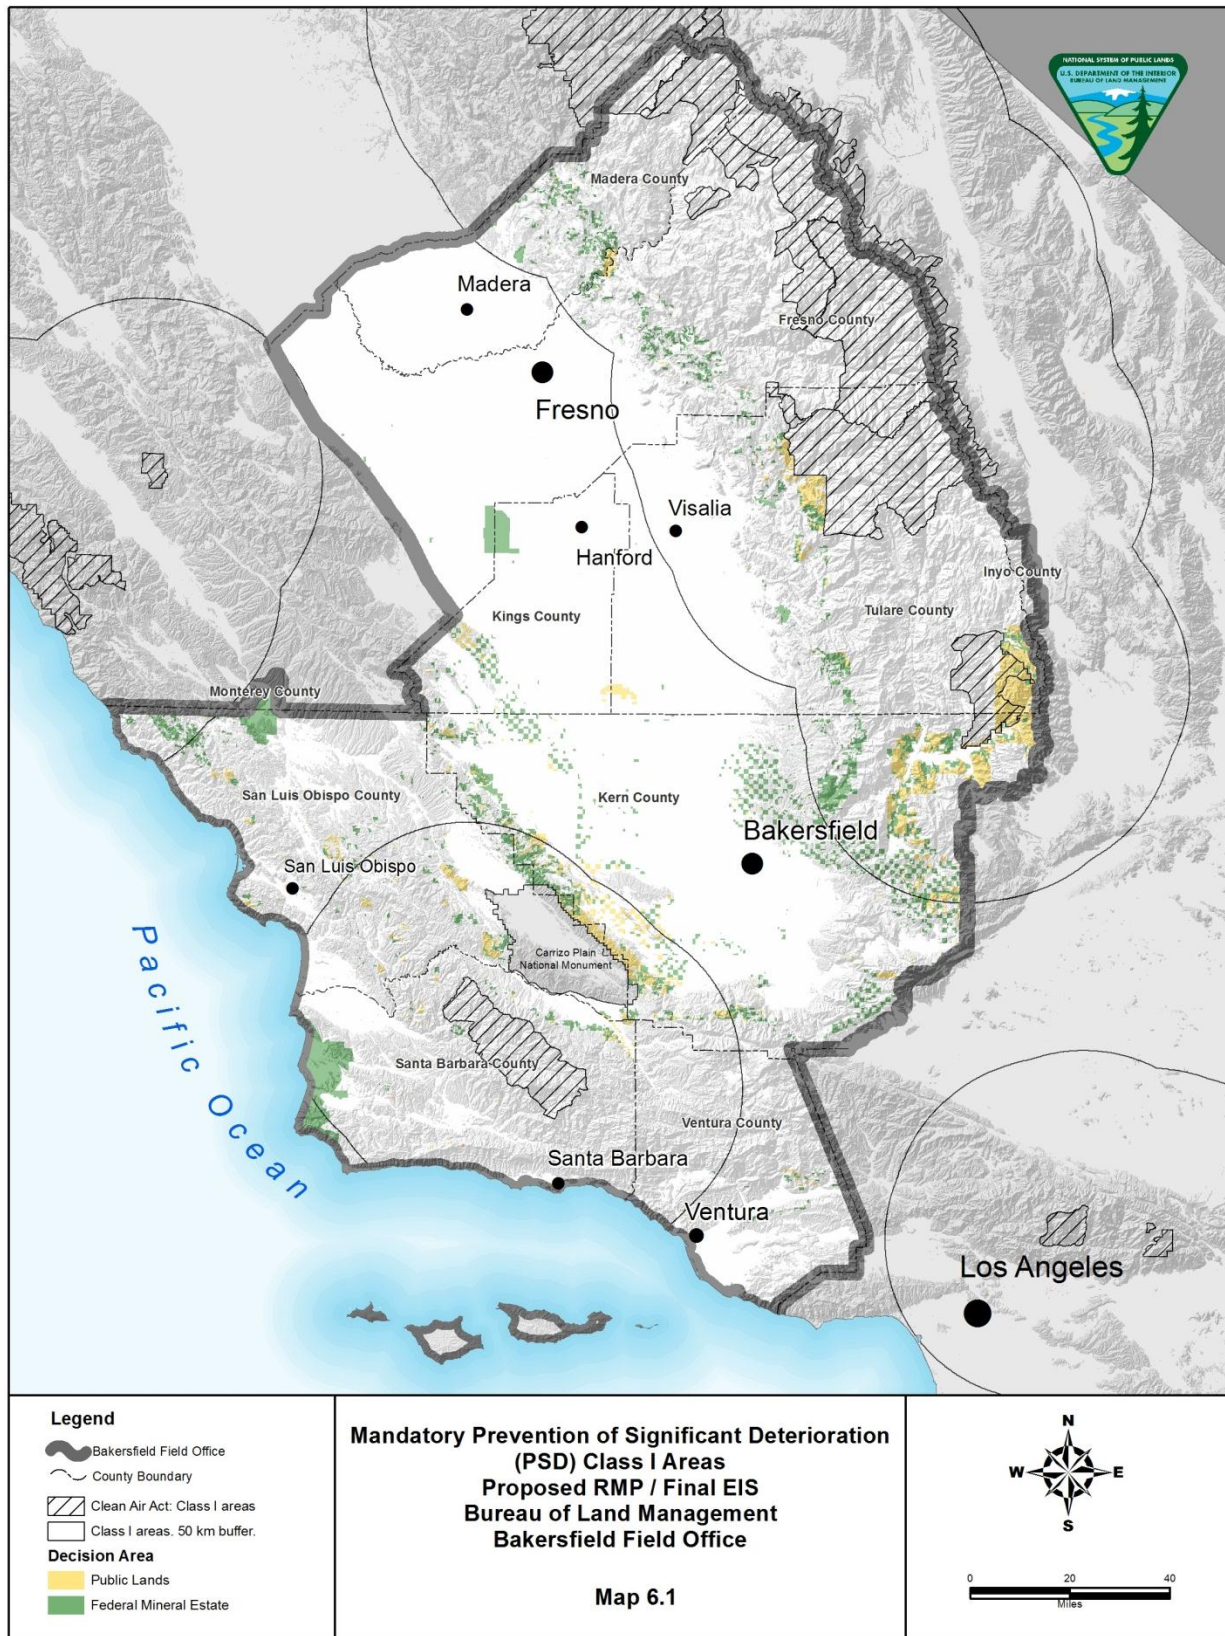 NATIONAL SYSTEM OF PUBLIC LANDS
U.S. DEPARTMENT OF THE INTERIOR
BUREAU OF LAND MANAGEMENT
Madera County
Madera
Fresno County
Fresno
Visalia
Hanford
Inyo County
Kings County
Tulare County
Monterey County
San Luis Obispo County
Kern County
Bakersfield
San Luis Obispo
Carrizo Plain
National Monument
Pacific Ocean
Santa Barbara County
Ventura County
Santa Barbara
Ventura
Los Angeles
Legend
Bakersfield Field Office
County Boundary
Clean Air Act: Class I areas
Class I areas. 50 km buffer.
Decision Area
Public Lands
Federal Mineral Estate
Mandatory Prevention of Significant Deterioration
(PSD) Class I Areas
Proposed RMP / Final EIS
Bureau of Land Management
Bakersfield Field Office
Map 6.1
N
W E
S
0 20 40
Miles